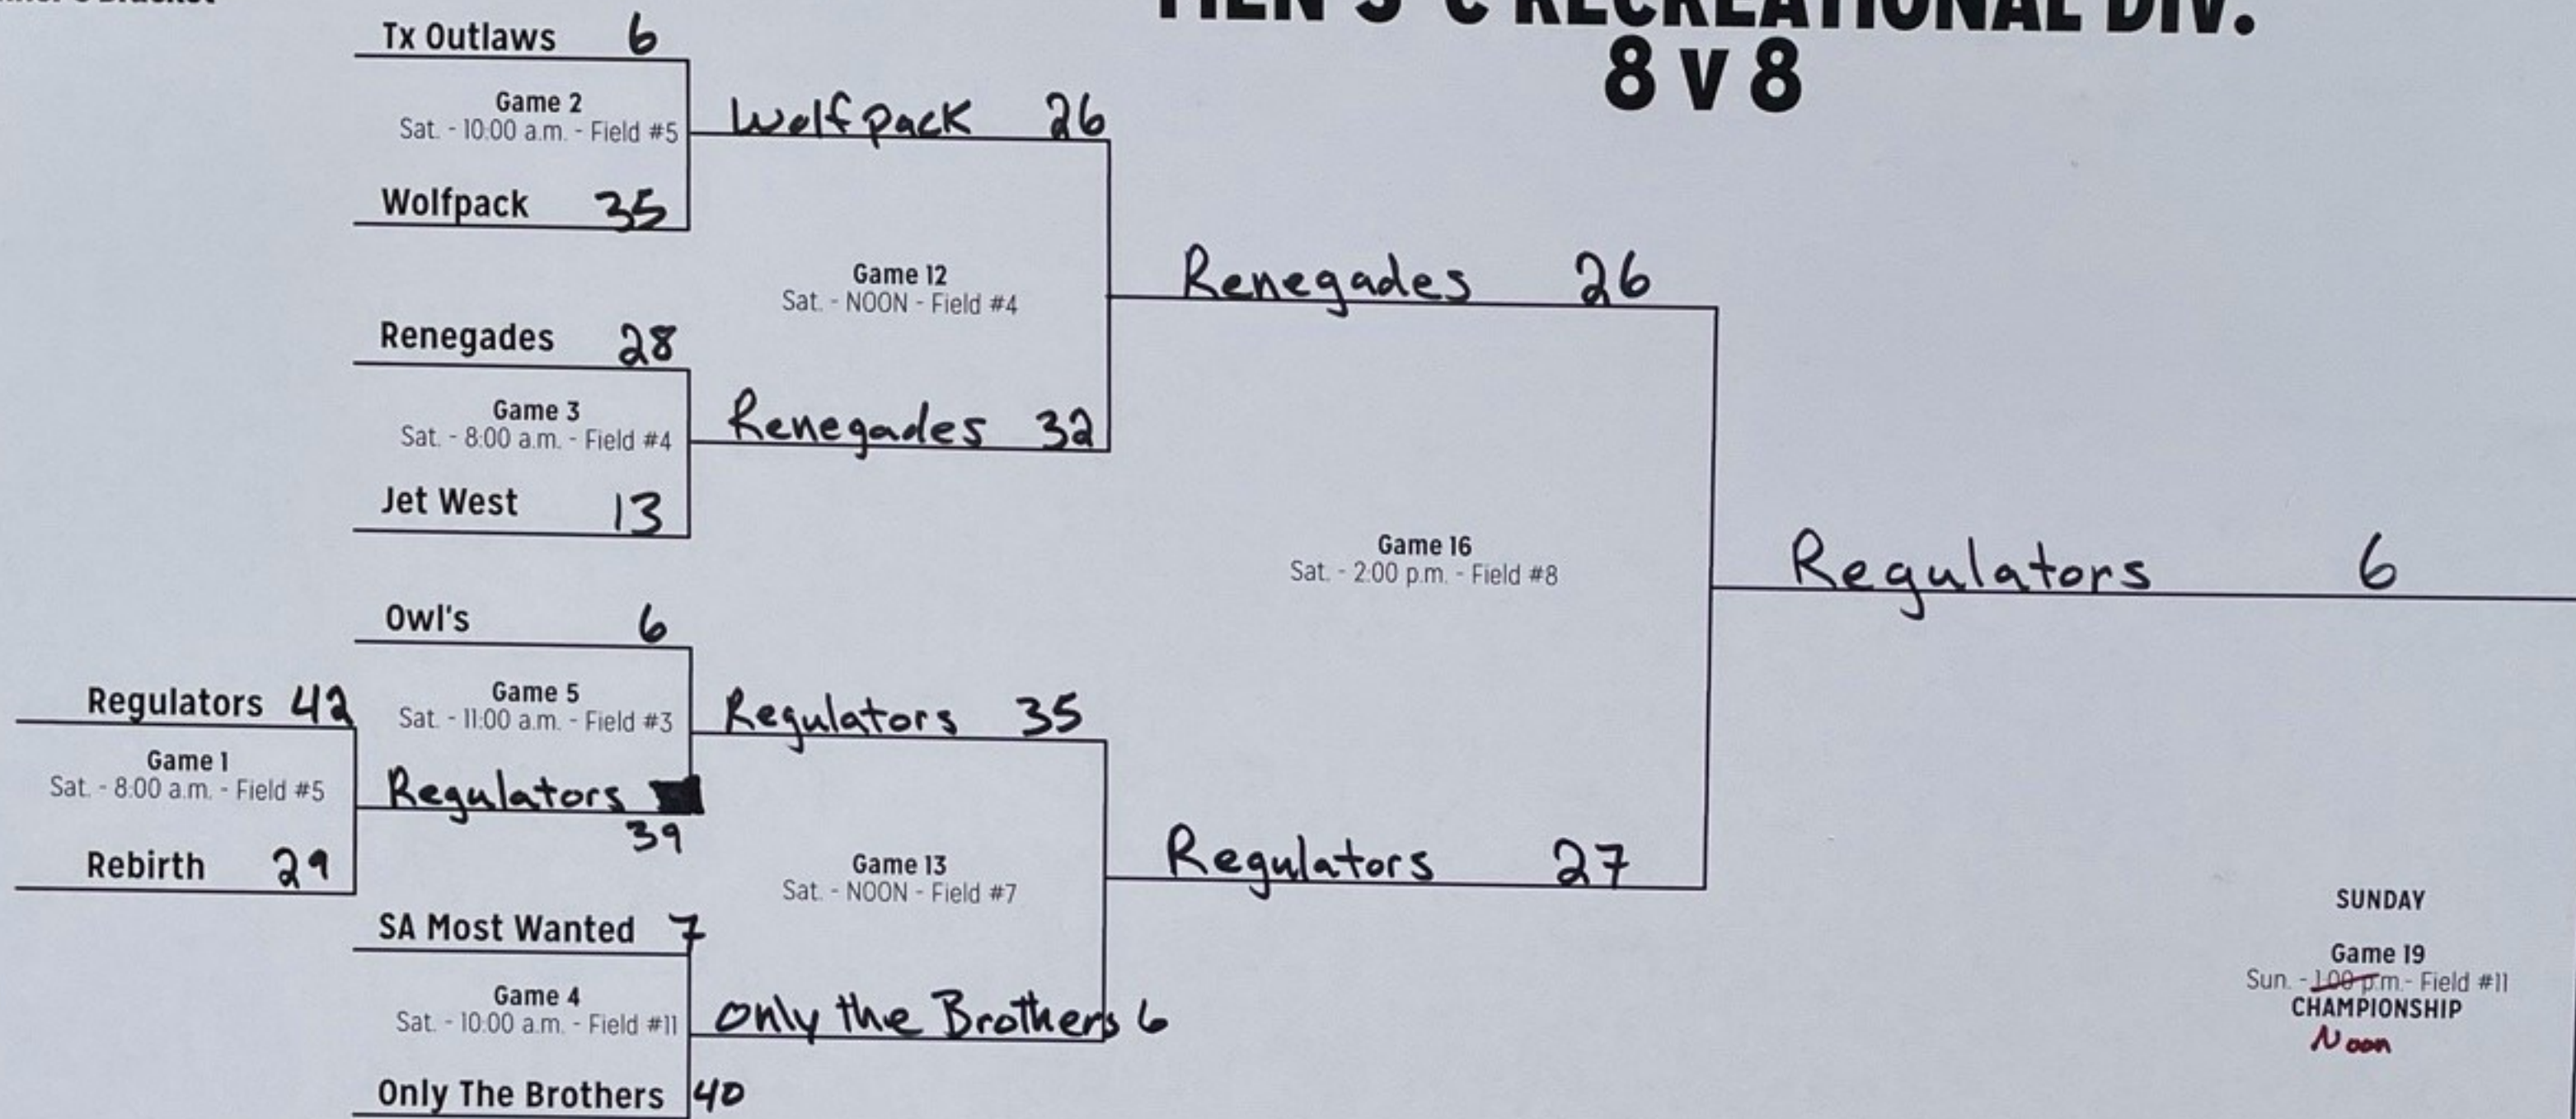 MEN'S C RECREATIONAL DIV.
8 v 8
Tx Outlaws 6
Game 2
Sat. - 10:00 a.m. - Field #5
Wolfpack 35
Wolfpack 26
Game 12
Sat. - NOON - Field #4
Renegades 28
Game 3
Sat. - 8:00 a.m. - Field #4
Jet West 13
Renegades 32
Renegades 26
Game 16
Sat. - 2:00 p.m. - Field #8
Owl's 6
Game 5
Sat. - 11:00 a.m. - Field #3
Regulators 42
Game 1
Sat. - 8:00 a.m. - Field #5
Rebirth 29
Regulators
39
Regulators 35
Game 13
Sat. - NOON - Field #7
SA Most Wanted 7
Game 4
Sat. - 10:00 a.m. - Field #11
Only The Brothers 40
Only the Brothers 6
Regulators 27
Regulators 6
SUNDAY
Game 19
Sun. - 1:00 p.m. - Field #11
CHAMPIONSHIP
Noon